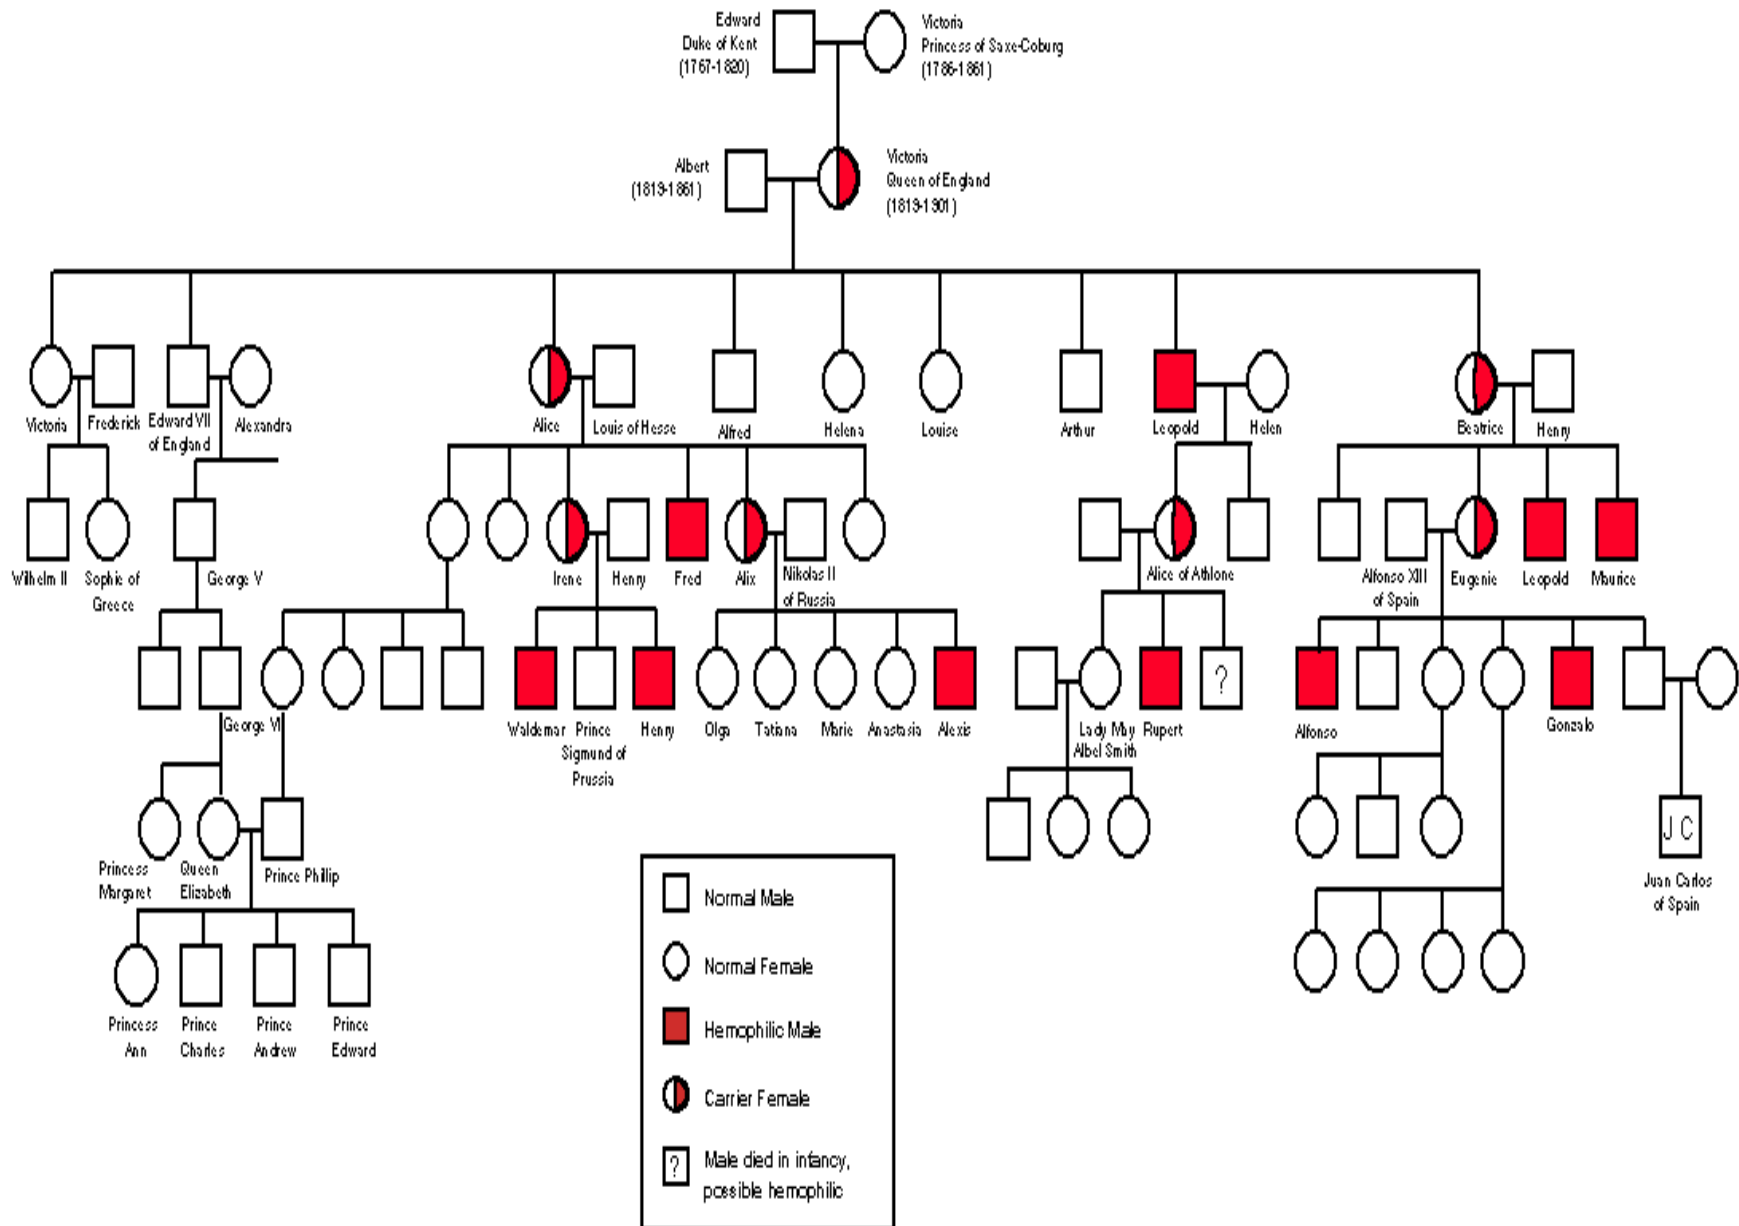 Edward
Duke of Kent
(1767-1820)
Victoria
Princess of Saxe-Coburg
(1786-1861)
Albert
(1819-1861)
Victoria
Queen of England
(1819-1901)
Victoria
Frederick
Edward VII
of England
Alexandra
Alice
Louis of Hesse
Alfred
Helena
Louise
Arthur
Leopold
Helen
Beatrice
Henry
Wilhelm II
Sophie of
Greece
George V
Irene
Henry
Fred
Alix
Nikolas II
of Russia
Alice of Athlone
Alfonso XIII
of Spain
Eugenie
Leopold
Maurice
George VI
Waldemar
Prince
Sigmund of
Prussia
Henry
Olga
Tatiana
Marie
Anastasia
Alexis
Lady May
Albel Smith
Rupert
?
Alfonso
Gonzalo
Princess
Margaret
Queen
Elizabeth
Prince Phillip
J C
Juan Carlos
of Spain
Princess
Ann
Prince
Charles
Prince
Andrew
Prince
Edward
Normal Male
Normal Female
Hemophilic Male
Carrier Female
?
Male died in infancy,
possible hemophilic